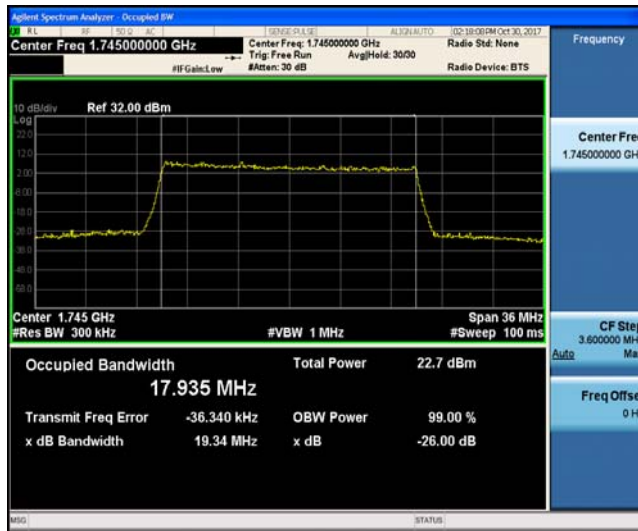 Agilent Spectrum Analyzer - Occupied BW
RL RF 50 Ω AC SENSE:PULSE ALIGN AUTO 02:18:08 PM Oct 30, 2017
Center Freq 1.745000000 GHz
Center Freq: 1.745000000 GHz
Radio Std: None
Trig: Free Run
Avg|Hold: 30/30
#IFGain:Low
#Atten: 30 dB
Radio Device: BTS
10 dB/div
Ref 32.00 dBm
Log
22.0
12.0
2.00
-8.00
-18.0
-28.0
-38.0
-48.0
-58.0
Center 1.745 GHz
Span 36 MHz
#Res BW 300 kHz
#VBW 1 MHz
#Sweep 100 ms
Occupied Bandwidth
Total Power 22.7 dBm
17.935 MHz
Transmit Freq Error -36.340 kHz
OBW Power 99.00 %
x dB Bandwidth 19.34 MHz
x dB -26.00 dB
MSG
STATUS
Frequency
Center Fre
1.745000000 GH
CF Ste
3.600000 MH
Auto Ma
Freq Offse
0 H